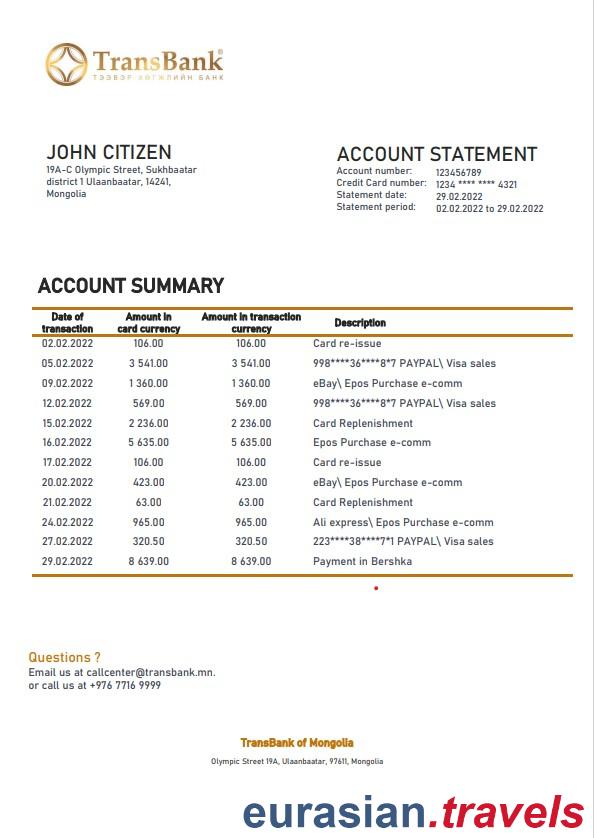 TransBank®
ТЭЭВЭР ХӨГЖЛИЙН БАНК
JOHN CITIZEN
19A-C Olympic Street, Sukhbaatar
district 1 Ulaanbaatar, 14241,
Mongolia
ACCOUNT STATEMENT
Account number: 123456789
Credit Card number: 1234 **** **** 4321
Statement date: 29.02.2022
Statement period: 02.02.2022 to 29.02.2022
ACCOUNT SUMMARY
Date of transaction Amount in card currency Amount in transaction currency Description
02.02.2022 106.00 106.00 Card re-issue
05.02.2022 3 541.00 3 541.00 998****36****8*7 PAYPAL\ Visa sales
09.02.2022 1 360.00 1 360.00 eBay\ Epos Purchase e-comm
12.02.2022 569.00 569.00 998****36****8*7 PAYPAL\ Visa sales
15.02.2022 2 236.00 2 236.00 Card Replenishment
16.02.2022 5 635.00 5 635.00 Epos Purchase e-comm
17.02.2022 106.00 106.00 Card re-issue
20.02.2022 423.00 423.00 eBay\ Epos Purchase e-comm
21.02.2022 63.00 63.00 Card Replenishment
24.02.2022 965.00 965.00 Ali express\ Epos Purchase e-comm
27.02.2022 320.50 320.50 223****38****7*1 PAYPAL\ Visa sales
29.02.2022 8 639.00 8 639.00 Payment in Bershka
Questions ?
Email us at callcenter@transbank.mn.
or call us at +976 7716 9999
TransBank of Mongolia
Olympic Street 19A, Ulaanbaatar, 97611, Mongolia
eurasian.travels